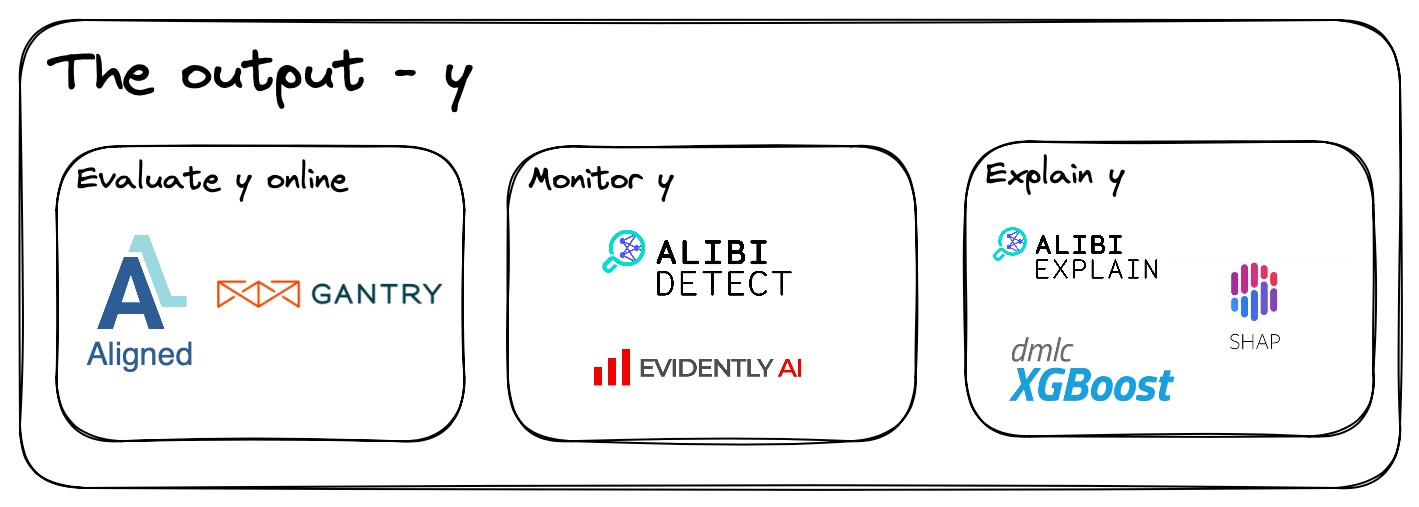 The output - y
Evaluate y online
Aligned
GANTRY
Monitor y
ALIBI
DETECT
EVIDENTLY AI
Explain y
ALIBI
EXPLAIN
SHAP
dmlc
XGBoost